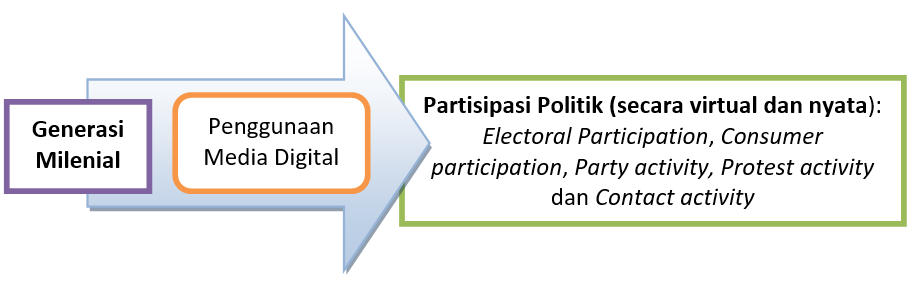 Generasi
Milenial
Penggunaan
Media Digital
Partisipasi Politik (secara virtual dan nyata):
Electoral Participation, Consumer
participation, Party activity, Protest activity
dan Contact activity